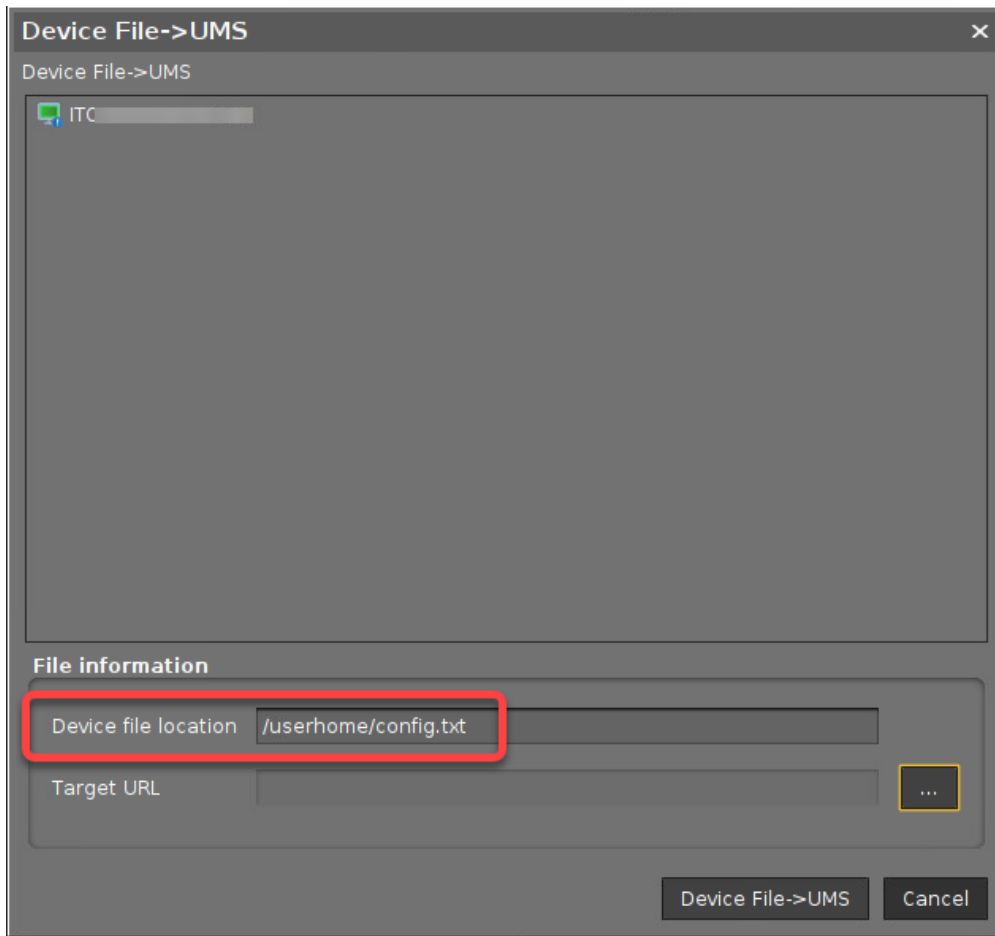 Device File->UMS
Device File->UMS
ITC
File information
Device file location /userhome/config.txt
Target URL ...
Device File->UMS Cancel